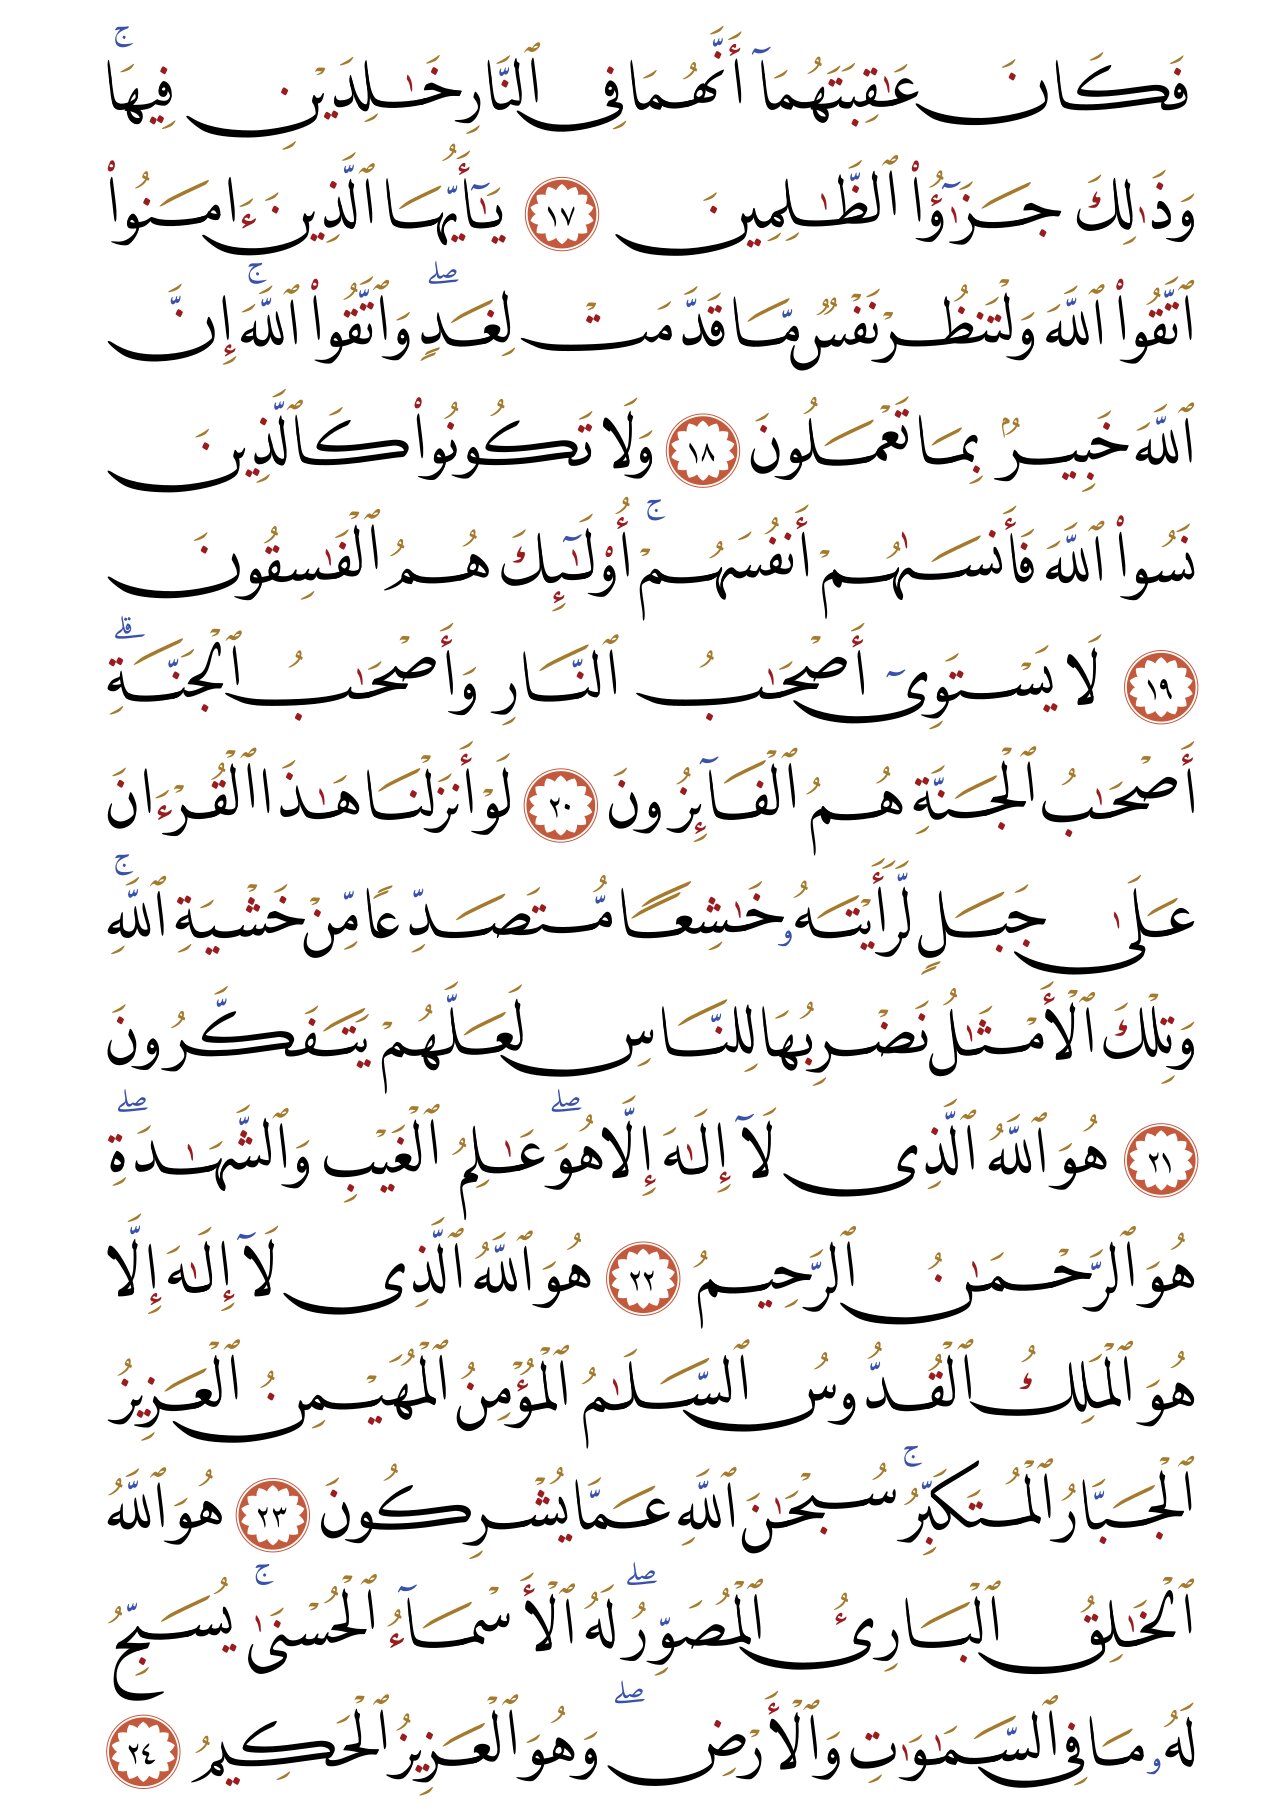 فَكَانَ عَٰقِبَتَهُمَآ أَنَّهُمَا فِى ٱلنَّارِ خَٰلِدَيْنِ فِيهَا ۚ
وَذَٰلِكَ جَزَٰٓؤُا۟ ٱلظَّٰلِمِينَ ١٧ يَٰٓأَيُّهَا ٱلَّذِينَ ءَامَنُوا۟
ٱتَّقُوا۟ ٱللَّهَ وَلْتَنظُرْ نَفْسٌ مَّا قَدَّمَتْ لِغَدٍ ۖ وَٱتَّقُوا۟ ٱللَّهَ ۚ إِنَّ
ٱللَّهَ خَبِيرٌۢ بِمَا تَعْمَلُونَ ١٨ وَلَا تَكُونُوا۟ كَٱلَّذِينَ
نَسُوا۟ ٱللَّهَ فَأَنسَىٰهُمْ أَنفُسَهُمْ ۚ أُو۟لَٰٓئِكَ هُمُ ٱلْفَٰسِقُونَ
١٩ لَا يَسْتَوِىٓ أَصْحَٰبُ ٱلنَّارِ وَأَصْحَٰبُ ٱلْجَنَّةِ ۗ
أَصْحَٰبُ ٱلْجَنَّةِ هُمُ ٱلْفَآئِزُونَ ٢٠ لَوْ أَنزَلْنَا هَٰذَا ٱلْقُرْءَانَ
عَلَىٰ جَبَلٍ لَّرَأَيْتَهُۥ خَٰشِعًا مُّتَصَدِّعًا مِّنْ خَشْيَةِ ٱللَّهِ ۚ
وَتِلْكَ ٱلْأَمْثَٰلُ نَضْرِبُهَا لِلنَّاسِ لَعَلَّهُمْ يَتَفَكَّرُونَ
٢١ هُوَ ٱللَّهُ ٱلَّذِى لَآ إِلَٰهَ إِلَّا هُوَ ۖ عَٰلِمُ ٱلْغَيْبِ وَٱلشَّهَٰدَةِ ۖ
هُوَ ٱلرَّحْمَٰنُ ٱلرَّحِيمُ ٢٢ هُوَ ٱللَّهُ ٱلَّذِى لَآ إِلَٰهَ إِلَّا
هُوَ ٱلْمَلِكُ ٱلْقُدُّوسُ ٱلسَّلَٰمُ ٱلْمُؤْمِنُ ٱلْمُهَيْمِنُ ٱلْعَزِيزُ
ٱلْجَبَّارُ ٱلْمُتَكَبِّرُ ۚ سُبْحَٰنَ ٱللَّهِ عَمَّا يُشْرِكُونَ ٢٣ هُوَ ٱللَّهُ
ٱلْخَٰلِقُ ٱلْبَارِئُ ٱلْمُصَوِّرُ ۖ لَهُ ٱلْأَسْمَآءُ ٱلْحُسْنَىٰ ۚ يُسَبِّحُ
لَهُۥ مَا فِى ٱلسَّمَٰوَٰتِ وَٱلْأَرْضِ ۖ وَهُوَ ٱلْعَزِيزُ ٱلْحَكِيمُ ٢٤